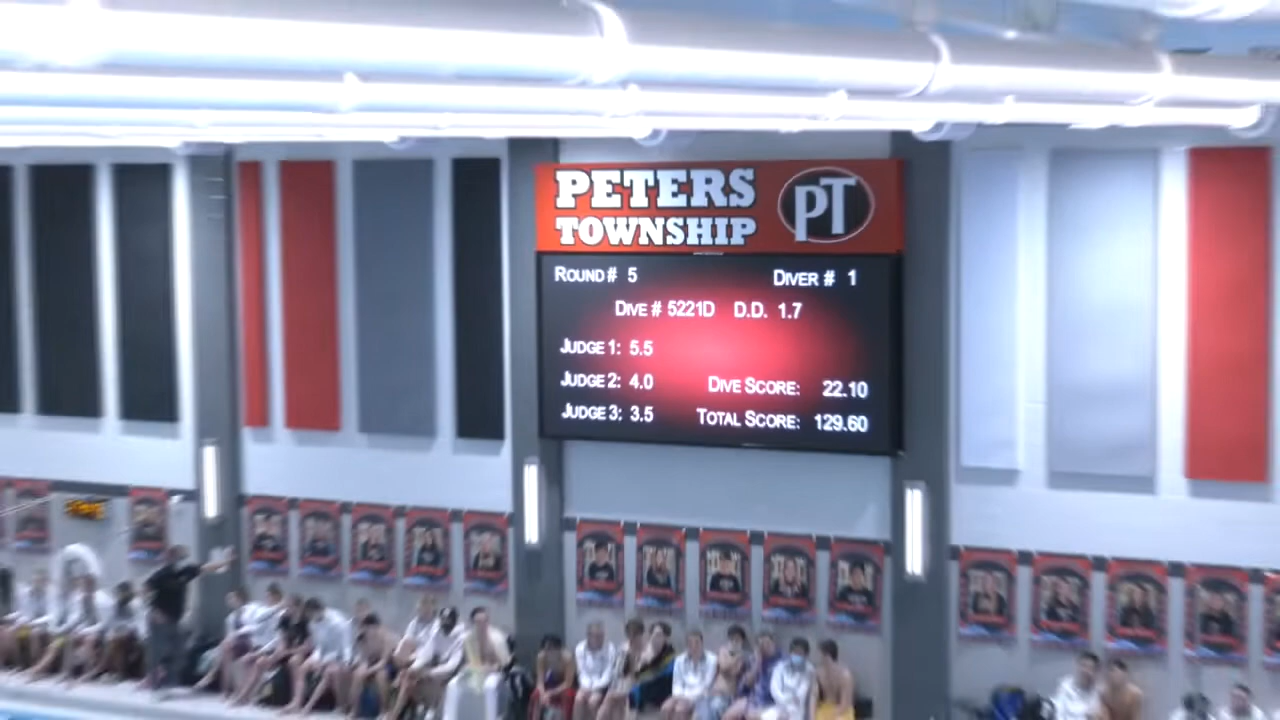 PETERS
TOWNSHIP
PT
ROUND # 5 DIVER # 1
DIVE # 5221D D.D. 1.7
JUDGE 1: 5.5
JUDGE 2: 4.0 DIVE SCORE: 22.10
JUDGE 3: 3.5 TOTAL SCORE: 129.60